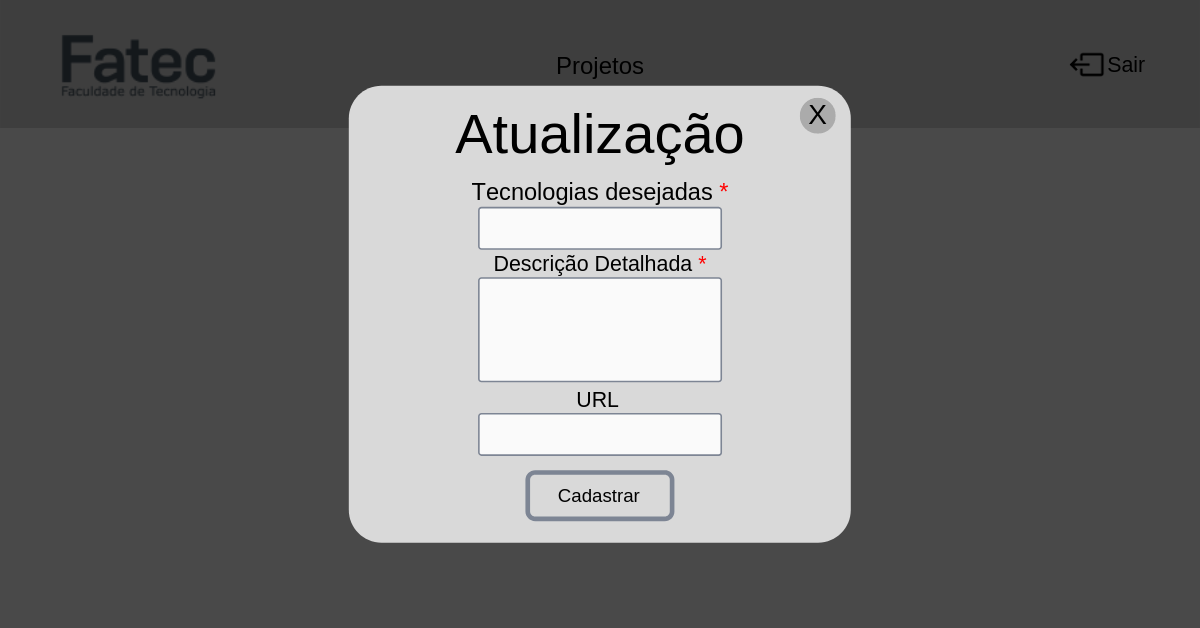 Fatec
Faculdade de Tecnologia
Projetos
Sair
X
Atualização
Tecnologias desejadas *
Descrição Detalhada *
URL
Cadastrar